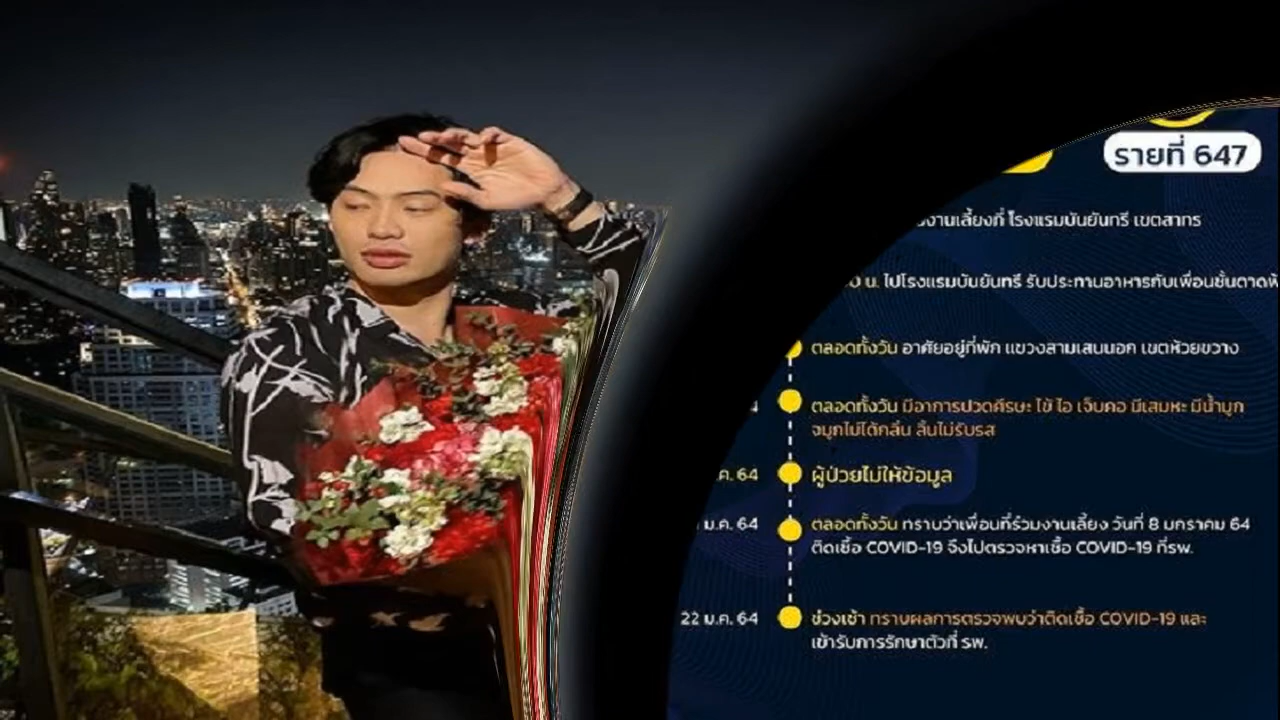 รายที่ 647
งานเลี้ยงที่ โรงแรมบันยันทรี เขตสาทร
น. ไปโรงแรมบันยันทรี รับประทานอาหารกับเพื่อนชั้นดาดฟ้
ตลอดทั้งวัน อาศัยอยู่ที่พัก แขวงสามเสนนอก เขตห้วยขวาง
ตลอดทั้งวัน มีอาการปวดศีรษะ ไข้ ไอ เจ็บคอ มีเสมหะ มีน้ำมูก
จมูกไม่ได้กลิ่น ลิ้นไม่รับรส
ค. 64 ผู้ป่วยไม่ให้ข้อมูล
ม.ค. 64 ตลอดทั้งวัน ทราบว่าเพื่อนที่ร่วมงานเลี้ยง วันที่ 8 มกราคม 64
ติดเชื้อ COVID-19 จึงไปตรวจหาเชื้อ COVID-19 ที่รพ.
22 ม.ค. 64 ช่วงเช้า ทราบผลการตรวจพบว่าติดเชื้อ COVID-19 และ
เข้ารับการรักษาตัวที่ รพ.